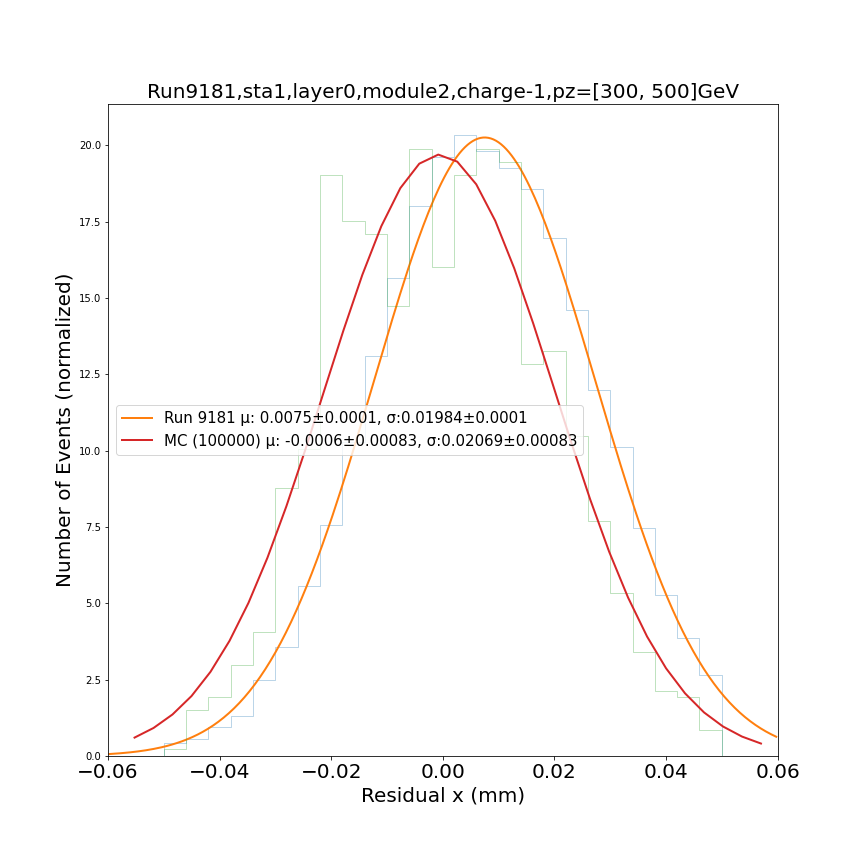 Run9181,sta1,layer0,module2,charge-1,pz=[300, 500]GeV
Number of Events (normalized)
20.0
17.5
15.0
12.5
10.0
7.5
5.0
2.5
0.0
Run 9181 μ: 0.0075±0.0001, σ:0.01984±0.0001
MC (100000) μ: -0.0006±0.00083, σ:0.02069±0.00083
−0.06 −0.04 −0.02 0.00 0.02 0.04 0.06
Residual x (mm)